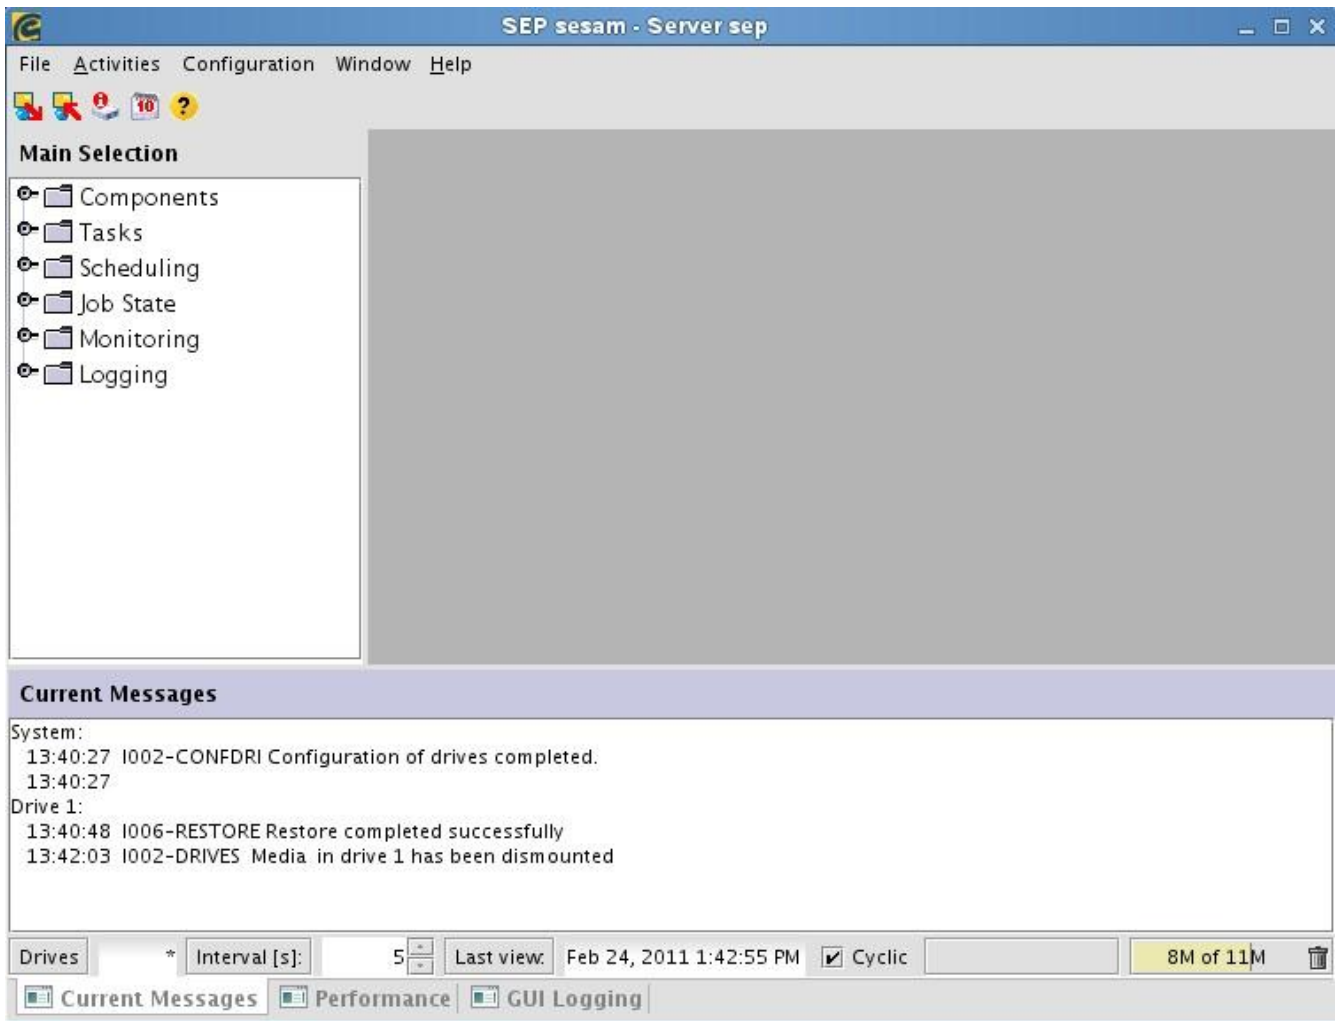 SEP sesam - Server sep
File Activities Configuration Window Help
10
?
Main Selection
Components
Tasks
Scheduling
Job State
Monitoring
Logging
Current Messages
System:
13:40:27 I002-CONFDRI Configuration of drives completed.
13:40:27
Drive 1:
13:40:48 I006-RESTORE Restore completed successfully
13:42:03 I002-DRIVES Media in drive 1 has been dismounted
Drives * Interval [s]: 5 Last view: Feb 24, 2011 1:42:55 PM Cyclic 8M of 11M
Current Messages Performance GUI Logging